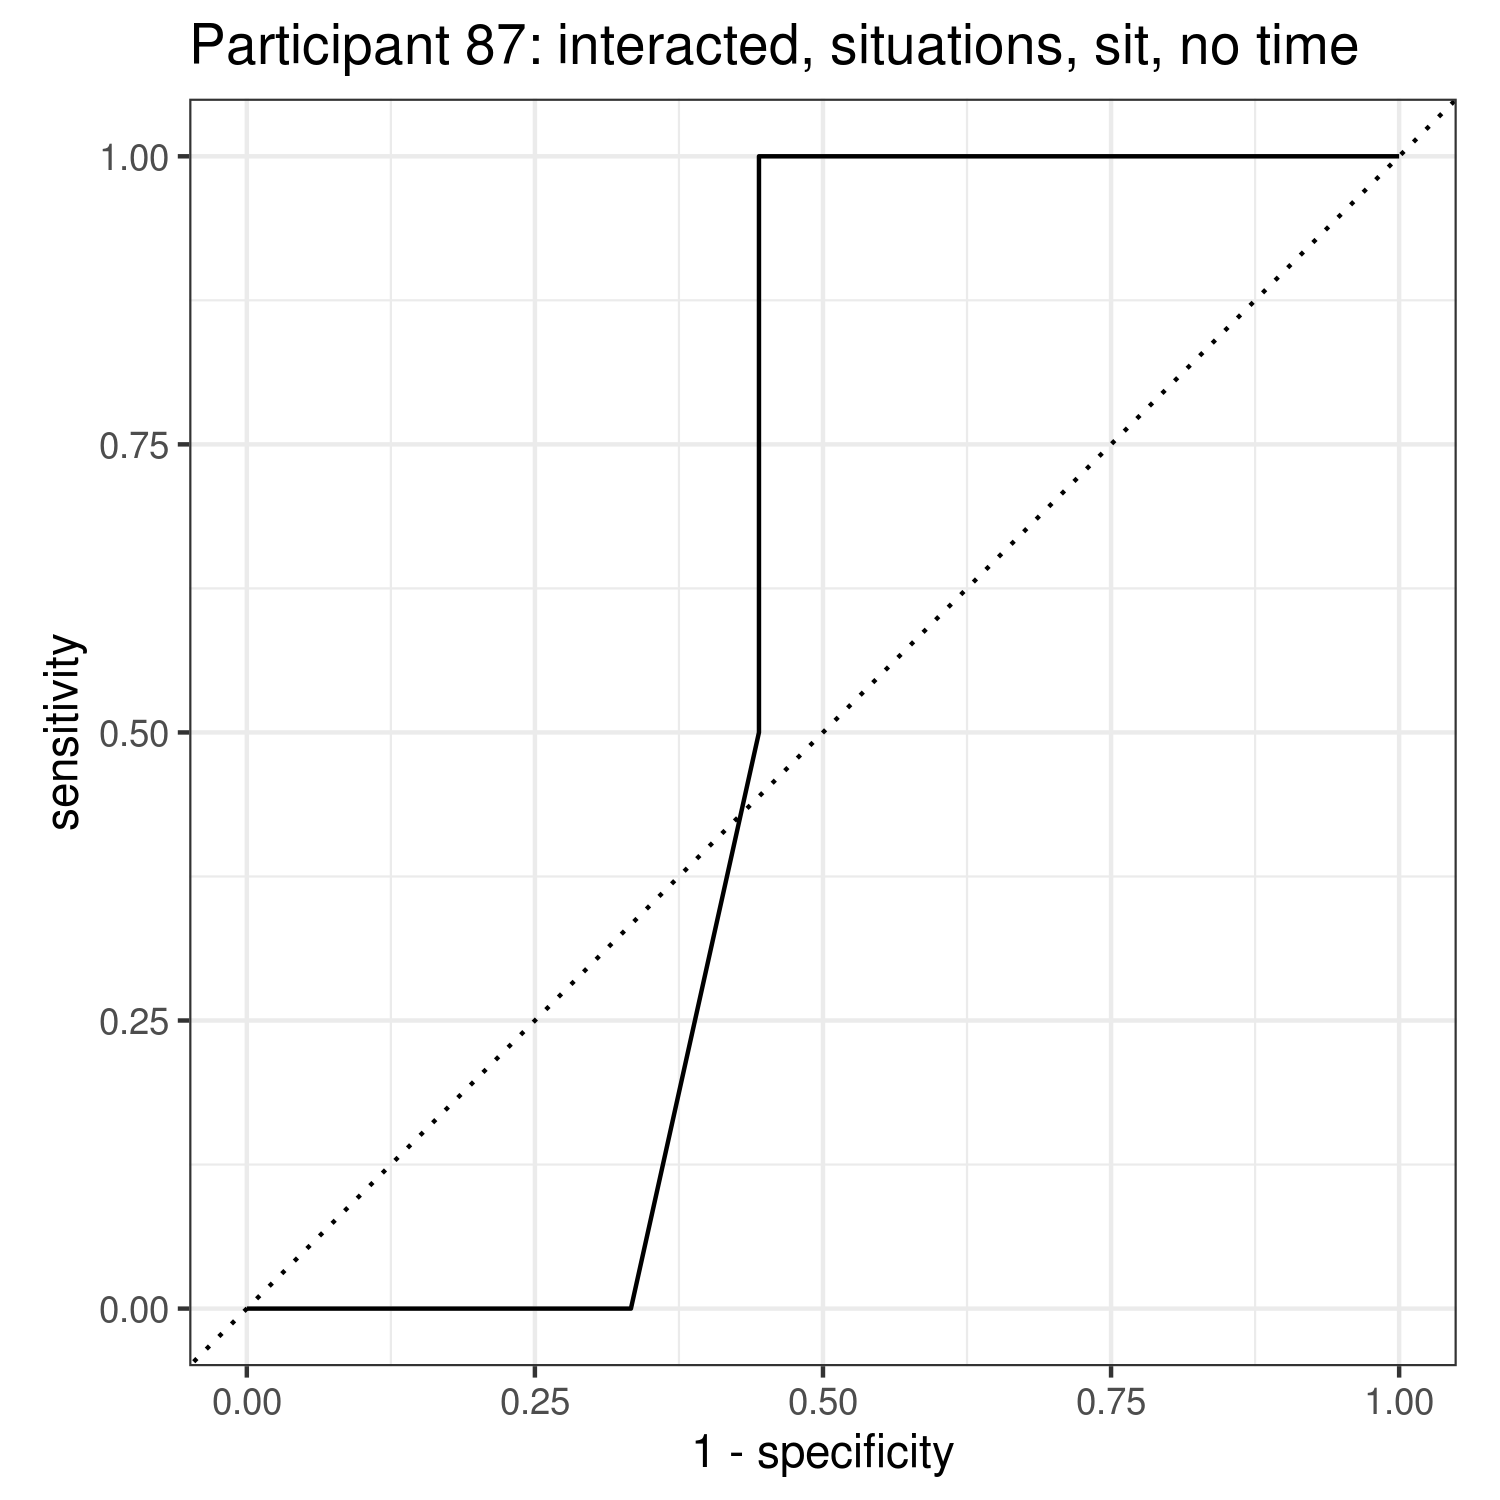 Participant 87: interacted, situations, sit, no time
1.00
0.75
0.50
0.25
0.00
sensitivity
0.00 0.25 0.50 0.75 1.00
1 - specificity